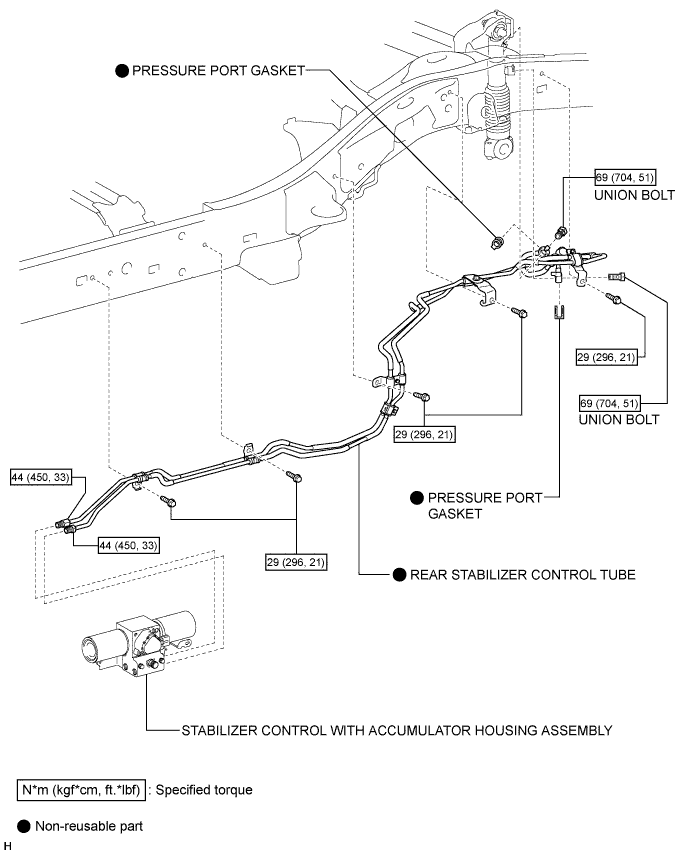 PRESSURE PORT GASKET
69 (704, 51)
UNION BOLT
29 (296, 21)
69 (704, 51)
UNION BOLT
29 (296, 21)
44 (450, 33)
PRESSURE PORT
GASKET
44 (450, 33)
29 (296, 21)
REAR STABILIZER CONTROL TUBE
STABILIZER CONTROL WITH ACCUMULATOR HOUSING ASSEMBLY
N*m (kgf*cm, ft.*lbf) : Specified torque
Non-reusable part
H